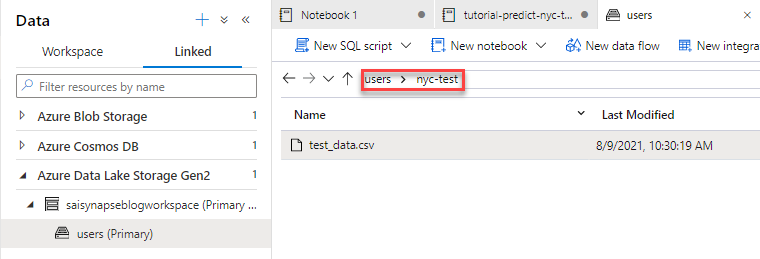 Data
Workspace
Linked
Filter resources by name
Azure Blob Storage 1
Azure Cosmos DB 1
Azure Data Lake Storage Gen2 1
saisynapseblogworkspace (Primary ...
users (Primary)
Notebook 1
tutorial-predict-nyc-t...
users
New SQL script
New notebook
New data flow
New integra
users > nyc-test
Name Last Modified
test_data.csv 8/9/2021, 10:30:19 AM